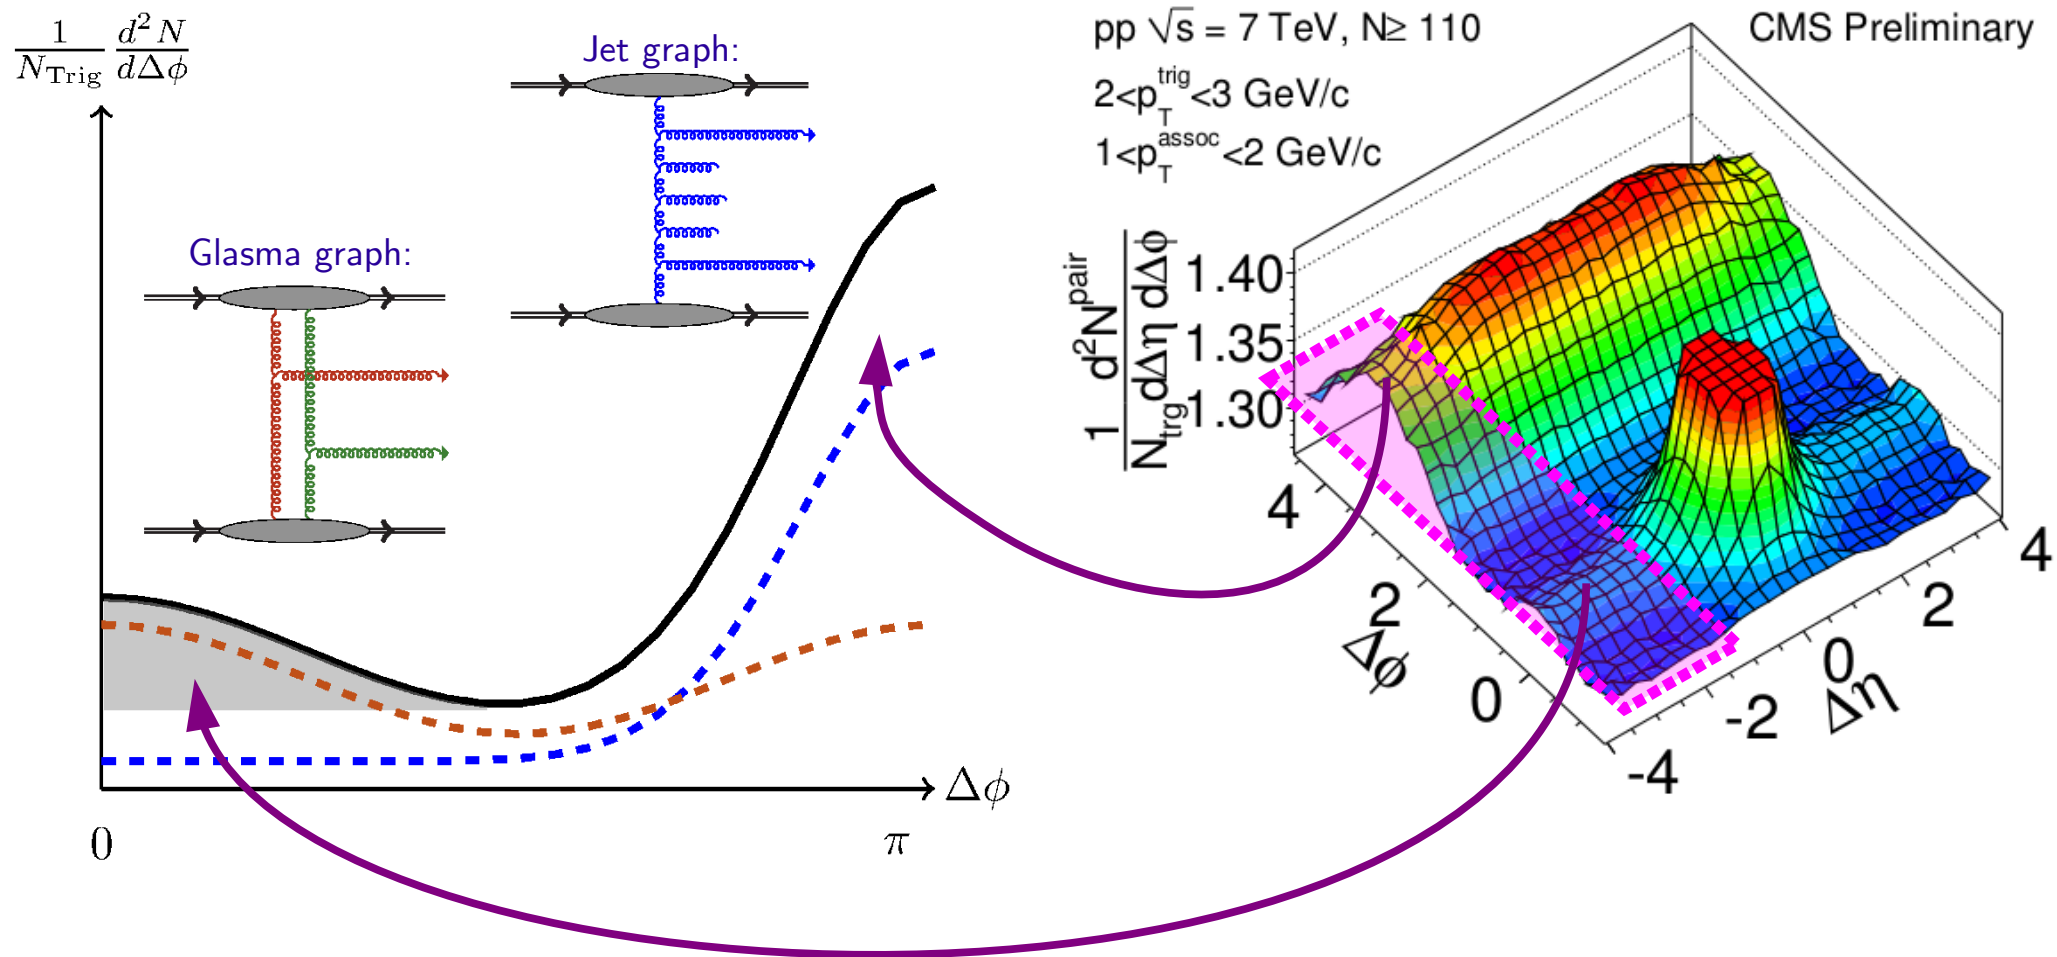 1/N_Trig d²N/dΔϕ
Jet graph:
Glasma graph:
Δϕ
0
π
pp √s = 7 TeV, N≥ 110
CMS Preliminary
2<p_T^trig<3 GeV/c
1<p_T^assoc<2 GeV/c
1/N_trg d²N^pair/dΔη dΔϕ
1.40
1.35
1.30
4
2
0
Δϕ
-4
-2
0
2
4
Δη